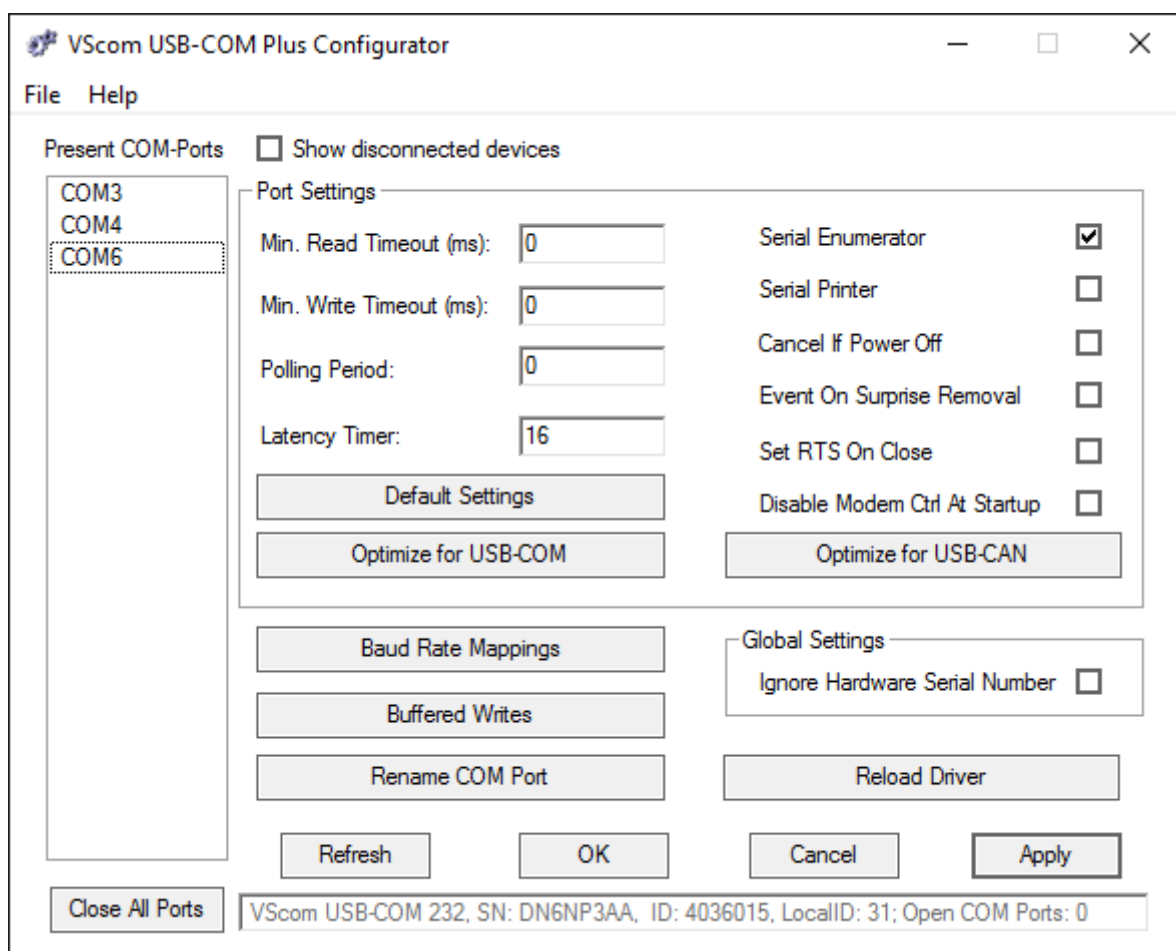 VScom USB-COM Plus Configurator
File Help
Present COM-Ports
Show disconnected devices
COM3
COM4
COM6
Port Settings
Min. Read Timeout (ms): 0
Min. Write Timeout (ms): 0
Polling Period: 0
Latency Timer: 16
Default Settings
Optimize for USB-COM
Serial Enumerator
Serial Printer
Cancel If Power Off
Event On Surprise Removal
Set RTS On Close
Disable Modem Ctrl At Startup
Optimize for USB-CAN
Baud Rate Mappings
Buffered Writes
Rename COM Port
Global Settings
Ignore Hardware Serial Number
Reload Driver
Refresh
OK
Cancel
Apply
Close All Ports
VScom USB-COM 232, SN: DN6NP3AA, ID: 4036015, LocalID: 31; Open COM Ports: 0